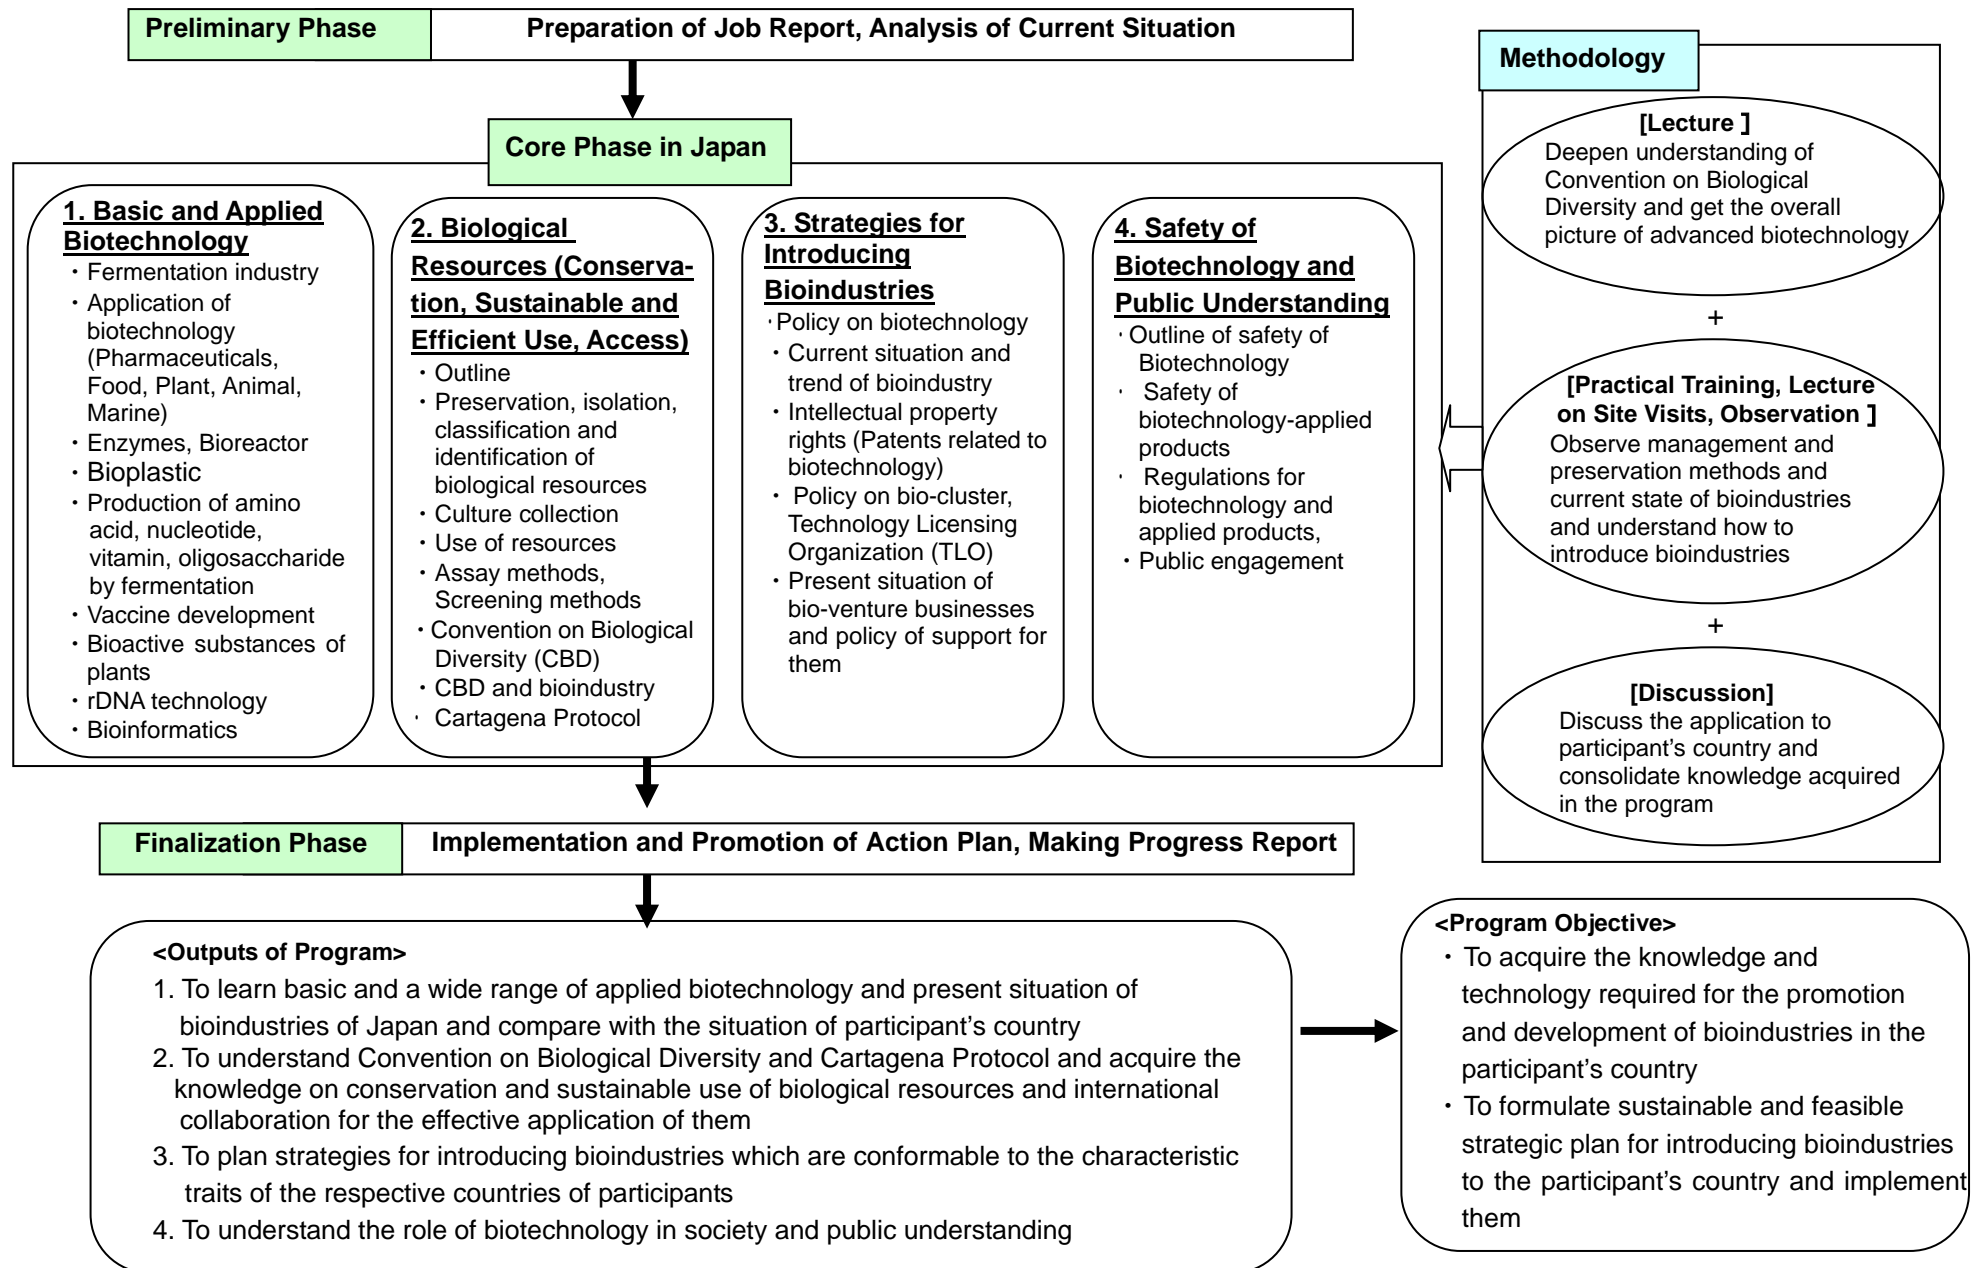 Preliminary Phase
Preparation of Job Report, Analysis of Current Situation
Core Phase in Japan
1. Basic and Applied
Biotechnology
・Fermentation industry
・Application of
biotechnology
(Pharmaceuticals,
Food, Plant, Animal,
Marine)
・Enzymes, Bioreactor
・Bioplastic
・Production of amino
acid, nucleotide,
vitamin, oligosaccharide
by fermentation
・Vaccine development
・Bioactive substances of
plants
・rDNA technology
・Bioinformatics
2. Biological
Resources (Conserva-
tion, Sustainable and
Efficient Use, Access)
・Outline
・Preservation, isolation,
classification and
identification of
biological resources
・Culture collection
・Use of resources
・Assay methods,
Screening methods
・Convention on Biological
Diversity (CBD)
・CBD and bioindustry
・Cartagena Protocol
3. Strategies for
Introducing
Bioindustries
・Policy on biotechnology
・Current situation and
trend of bioindustry
・Intellectual property
rights (Patents related to
biotechnology)
・Policy on bio-cluster,
Technology Licensing
Organization (TLO)
・Present situation of
bio-venture businesses
and policy of support for
them
4. Safety of
Biotechnology and
Public Understanding
・Outline of safety of
Biotechnology
・Safety of
biotechnology-applied
products
・Regulations for
biotechnology and
applied products,
・Public engagement
Methodology
[Lecture ]
Deepen understanding of
Convention on Biological
Diversity and get the overall
picture of advanced biotechnology
+
[Practical Training, Lecture
on Site Visits, Observation ]
Observe management and
preservation methods and
current state of bioindustries
and understand how to
introduce bioindustries
+
[Discussion]
Discuss the application to
participant's country and
consolidate knowledge acquired
in the program
Finalization Phase
Implementation and Promotion of Action Plan, Making Progress Report
<Outputs of Program>
1. To learn basic and a wide range of applied biotechnology and present situation of
bioindustries of Japan and compare with the situation of participant's country
2. To understand Convention on Biological Diversity and Cartagena Protocol and acquire the
knowledge on conservation and sustainable use of biological resources and international
collaboration for the effective application of them
3. To plan strategies for introducing bioindustries which are conformable to the characteristic
traits of the respective countries of participants
4. To understand the role of biotechnology in society and public understanding
<Program Objective>
・To acquire the knowledge and
technology required for the promotion
and development of bioindustries in the
participant's country
・To formulate sustainable and feasible
strategic plan for introducing bioindustries
to the participant's country and implement
them